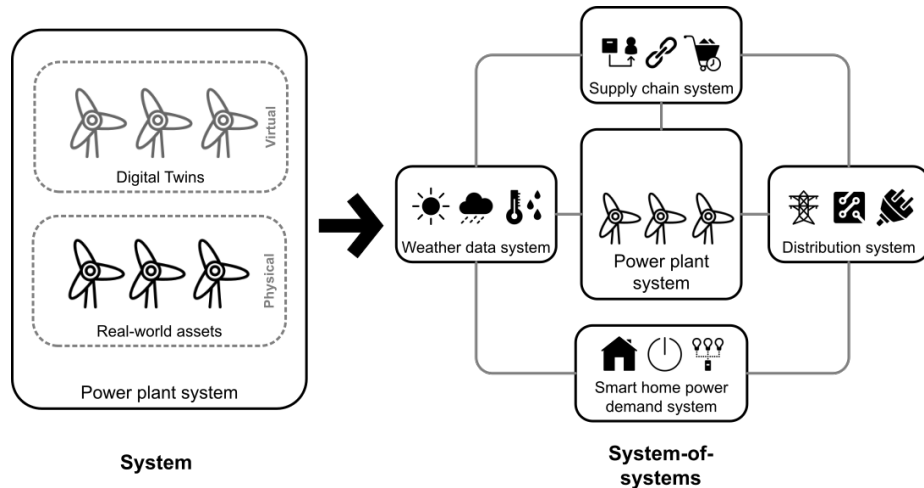 Virtual
Digital Twins
Physical
Real-world assets
Power plant system
System
Supply chain system
Weather data system
Power plant
system
Distribution system
Smart home power
demand system
System-of-
systems